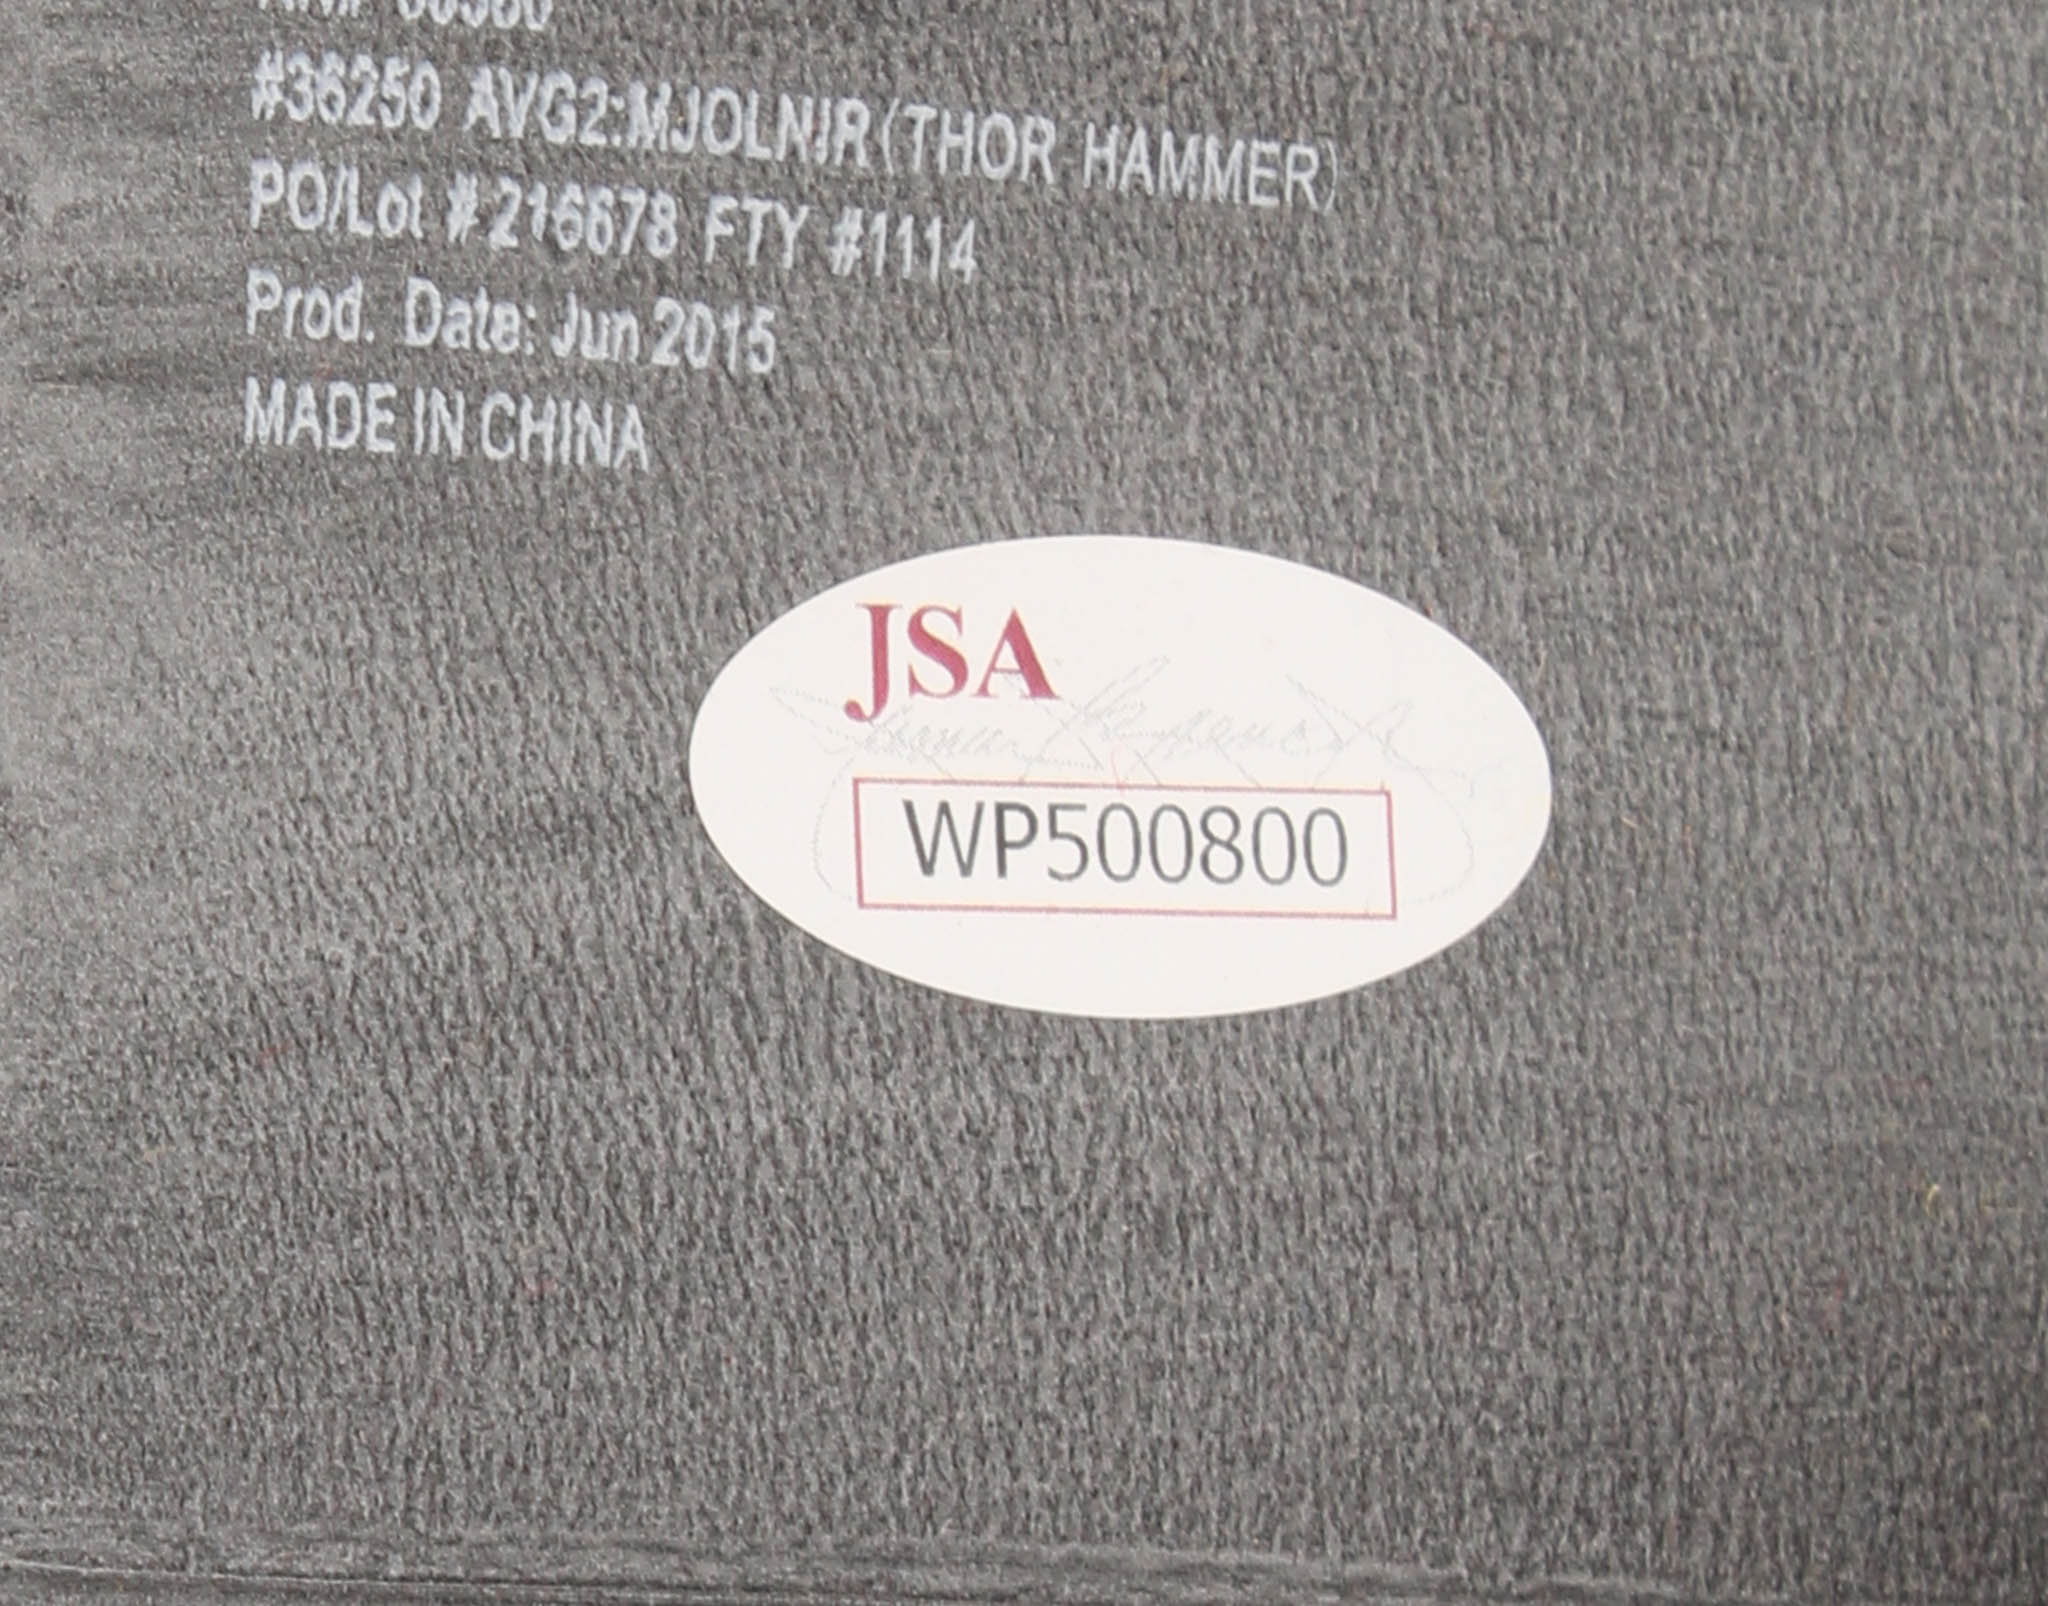 #36250 AVG2:MJOLNIR(THOR HAMMER)
PO/Lot #216678 FTY #1114
Prod. Date: Jun 2015
MADE IN CHINA
JSA
WP500800